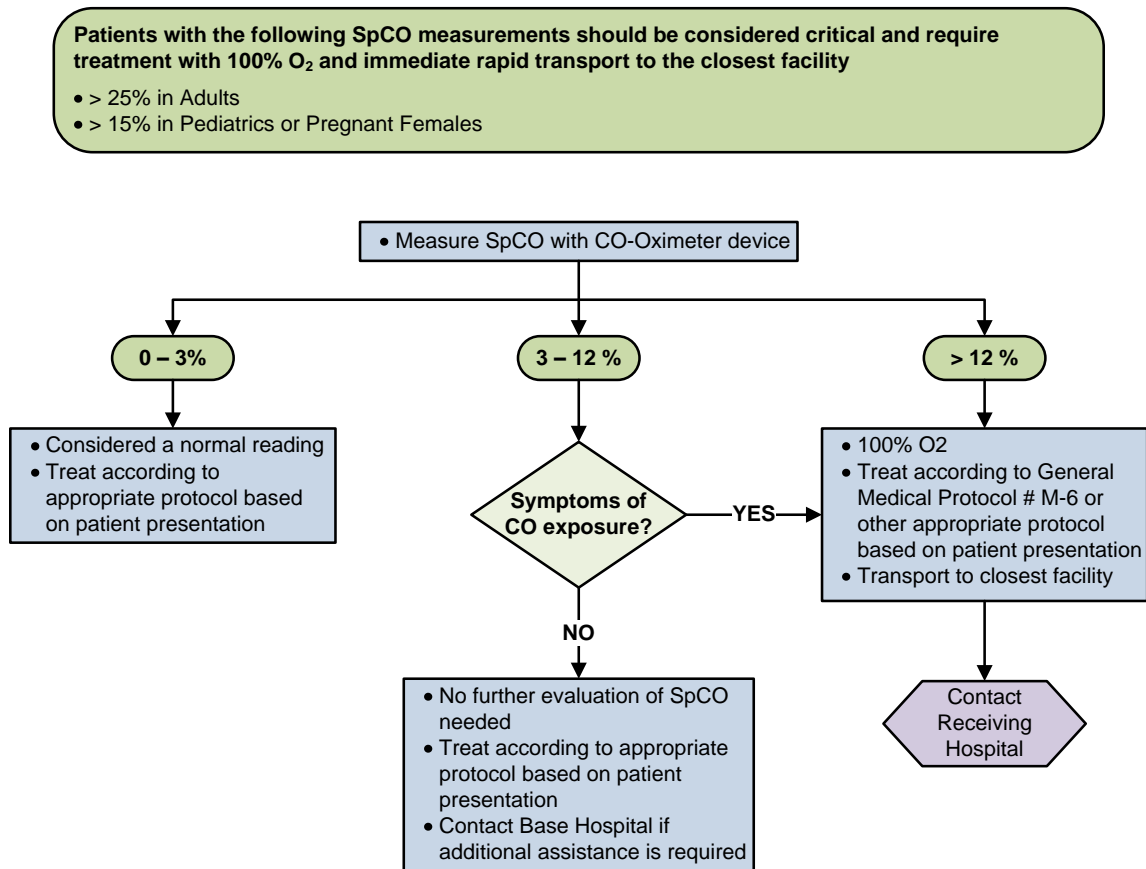 Patients with the following SpCO measurements should be considered critical and require
treatment with 100% O₂ and immediate rapid transport to the closest facility
• > 25% in Adults
• > 15% in Pediatrics or Pregnant Females
• Measure SpCO with CO-Oximeter device
0 – 3%
3 – 12 %
> 12 %
• Considered a normal reading
• Treat according to
appropriate protocol based
on patient presentation
Symptoms of
CO exposure?
YES
• 100% O2
• Treat according to General
Medical Protocol # M-6 or
other appropriate protocol
based on patient presentation
• Transport to closest facility
NO
• No further evaluation of SpCO
needed
• Treat according to appropriate
protocol based on patient
presentation
• Contact Base Hospital if
additional assistance is required
Contact
Receiving
Hospital